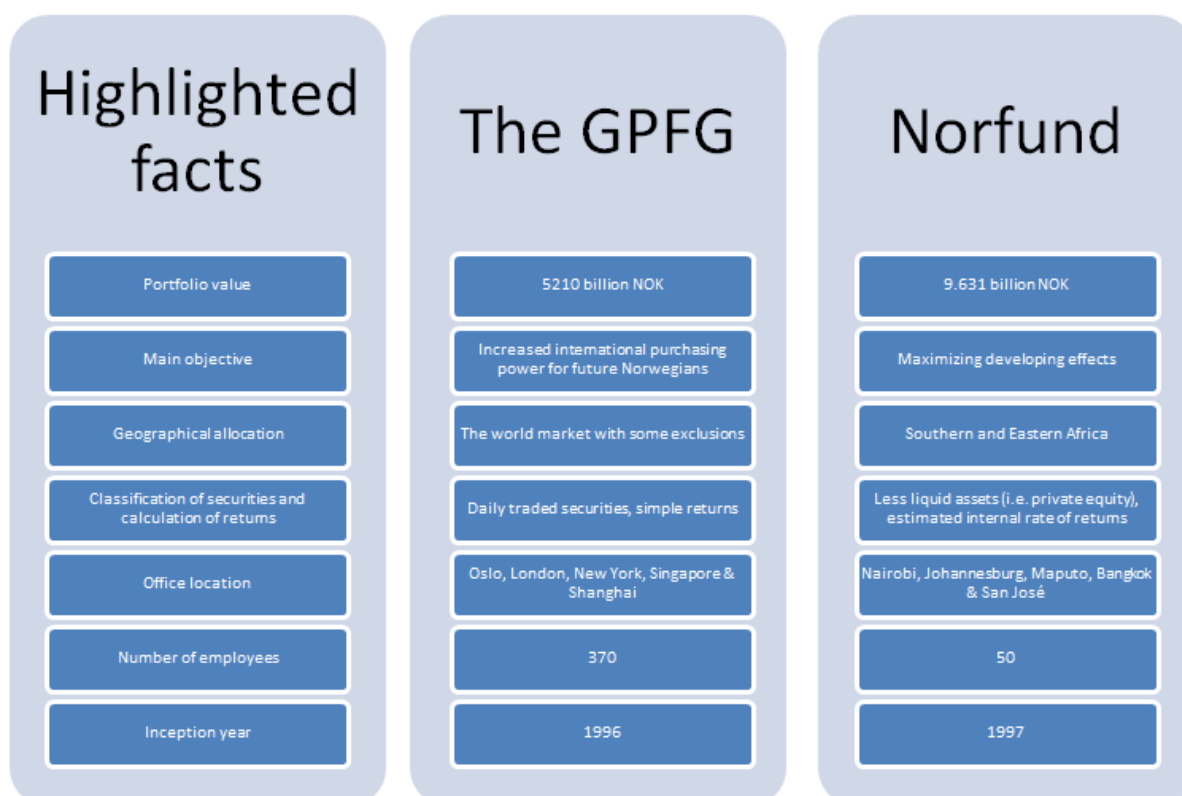 Highlighted
facts
Portfolio value
Main objective
Geographical allocation
Classification of securities and
calculation of returns
Office location
Number of employees
Inception year
The GPFG
5210 billion NOK
Increased international purchasing
power for future Norwegians
The world market with some exclusions
Daily traded securities, simple returns
Oslo, London, New York, Singapore &
Shanghai
370
1996
Norfund
9.631 billion NOK
Maximizing developing effects
Southern and Eastern Africa
Less liquid assets (i.e. private equity),
estimated internal rate of returns
Nairobi, Johannesburg, Maputo, Bangkok
& San José
50
1997